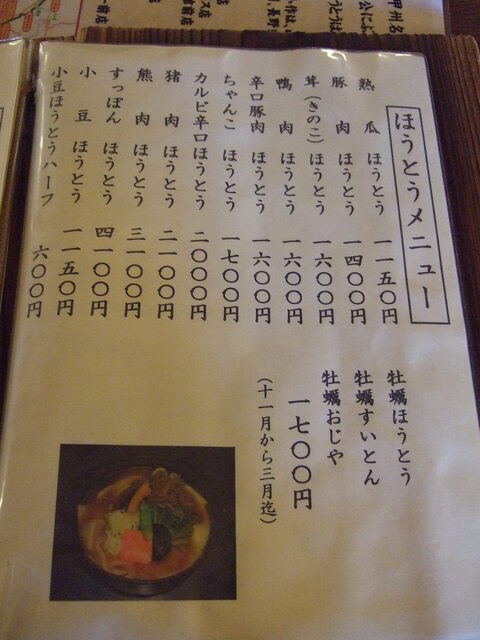 ほうとうメニュー
熟瓜ほうとう 一一五〇円
豚肉ほうとう 一四〇〇円
茸(きのこ)ほうとう 一六〇〇円
鴨肉ほうとう 一六〇〇円
辛口豚肉ほうとう 一六〇〇円
ちゃんこほうとう 一七〇〇円
カルビ辛口ほうとう 二〇〇〇円
猪肉ほうとう 二一〇〇円
熊肉ほうとう 三一〇〇円
すっぽんほうとう 四一〇〇円
小豆ほうとう 一一五〇円
小豆ほうとうハーフ 六〇〇円
牡蠣ほうとう
牡蠣すいとん
牡蠣おじや
一七〇〇円
(十一月から三月迄)